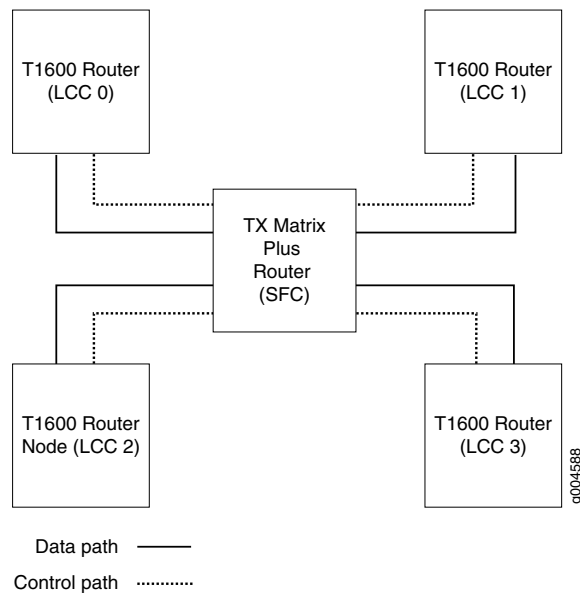 T1600 Router
(LCC 0)
T1600 Router
(LCC 1)
TX Matrix
Plus
Router
(SFC)
T1600 Router
Node (LCC 2)
T1600 Router
(LCC 3)
g004588
Data path
Control path